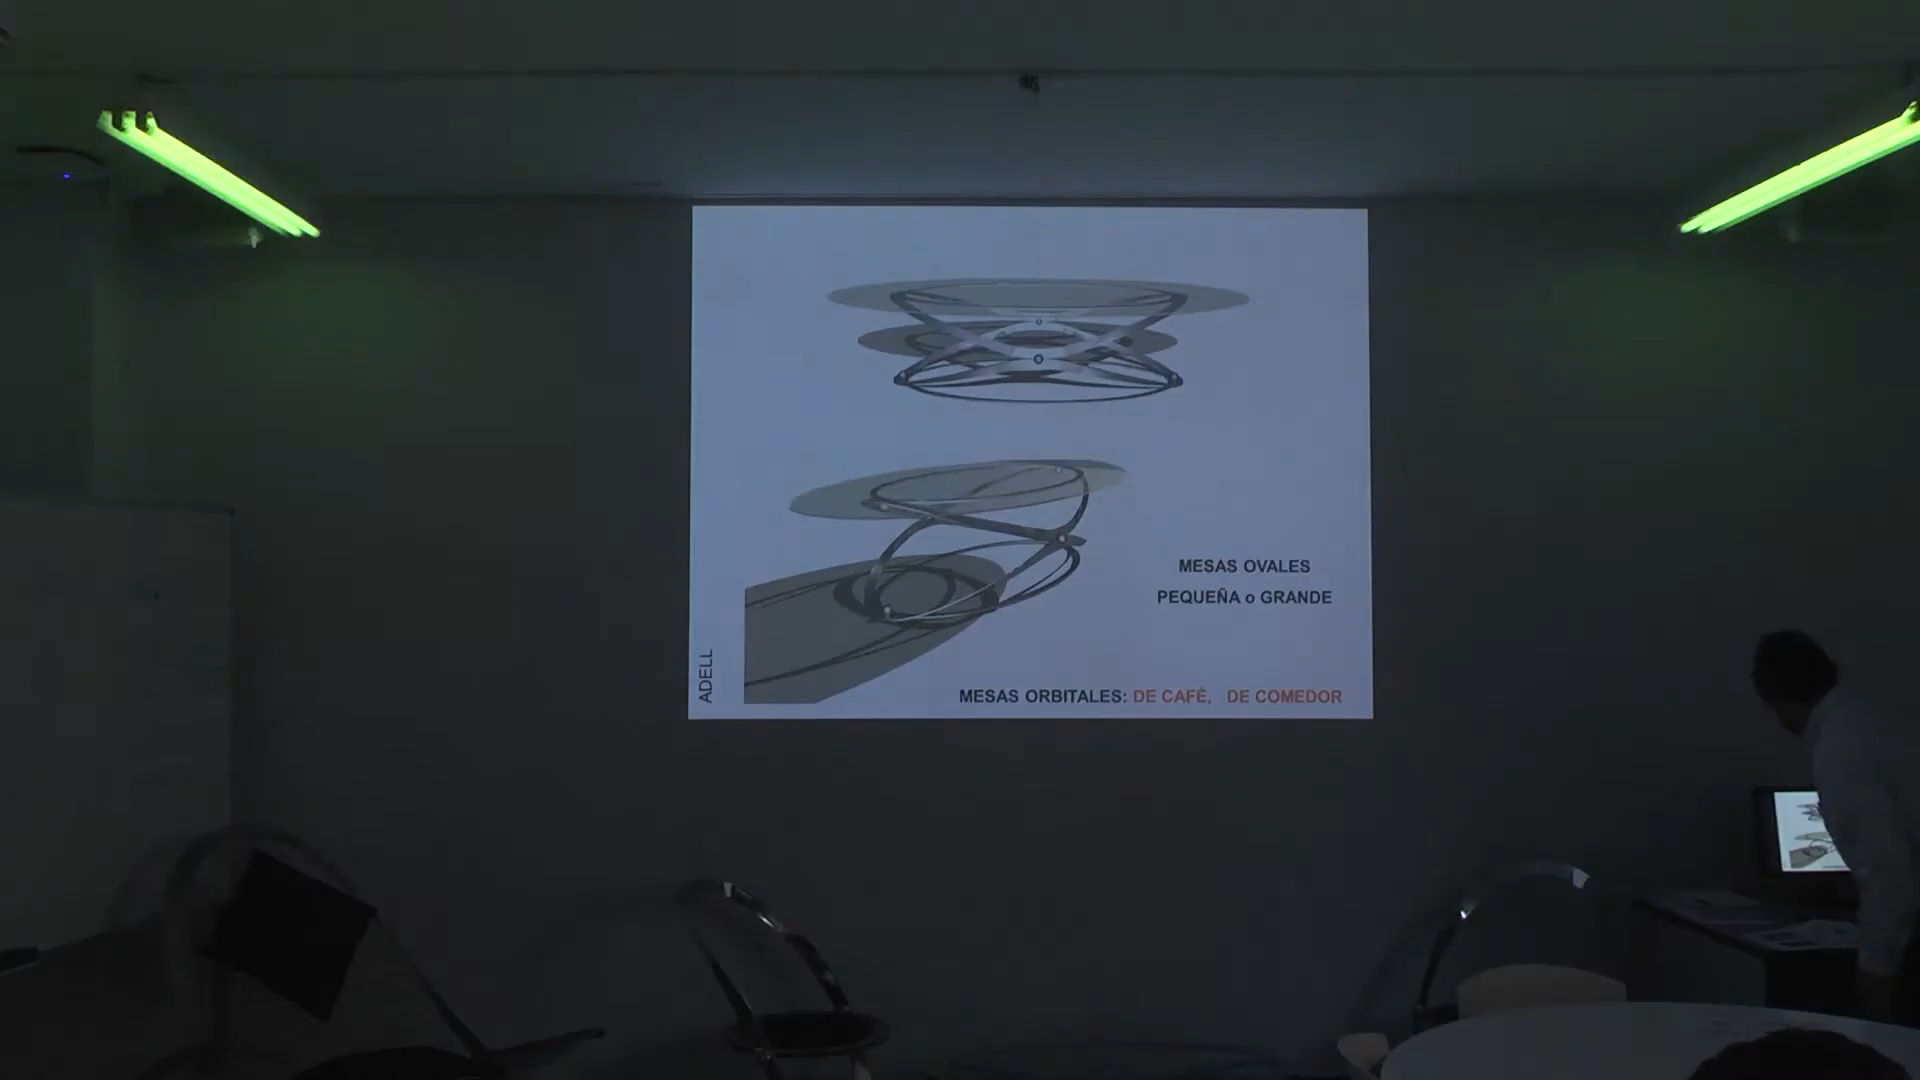 MESAS OVALES
PEQUEÑA o GRANDE
ADELL
MESAS ORBITALES: DE CAFÉ, DE COMEDOR